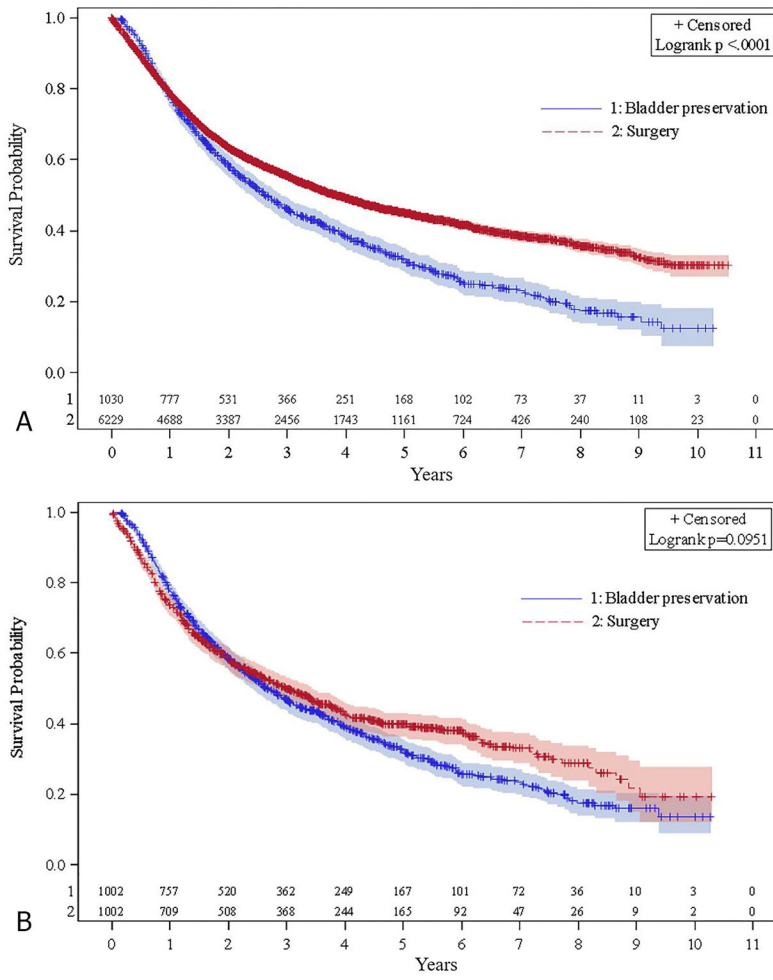 1.0
+ Censored
Logrank p <.0001
0.8
1: Bladder preservation
2: Surgery
0.6
Survival Probability
0.4
0.2
0.0
1 1030 777 531 366 251 168 102 73 37 11 3 0
2 6229 4688 3387 2456 1743 1161 724 426 240 108 23 0
A
0 1 2 3 4 5 6 7 8 9 10 11
Years
1.0
+ Censored
Logrank p=0.0951
0.8
1: Bladder preservation
2: Surgery
0.6
Survival Probability
0.4
0.2
0.0
1 1002 757 520 362 249 167 101 72 36 10 3 0
2 1002 709 508 368 244 165 92 47 26 9 2 0
B
0 1 2 3 4 5 6 7 8 9 10 11
Years